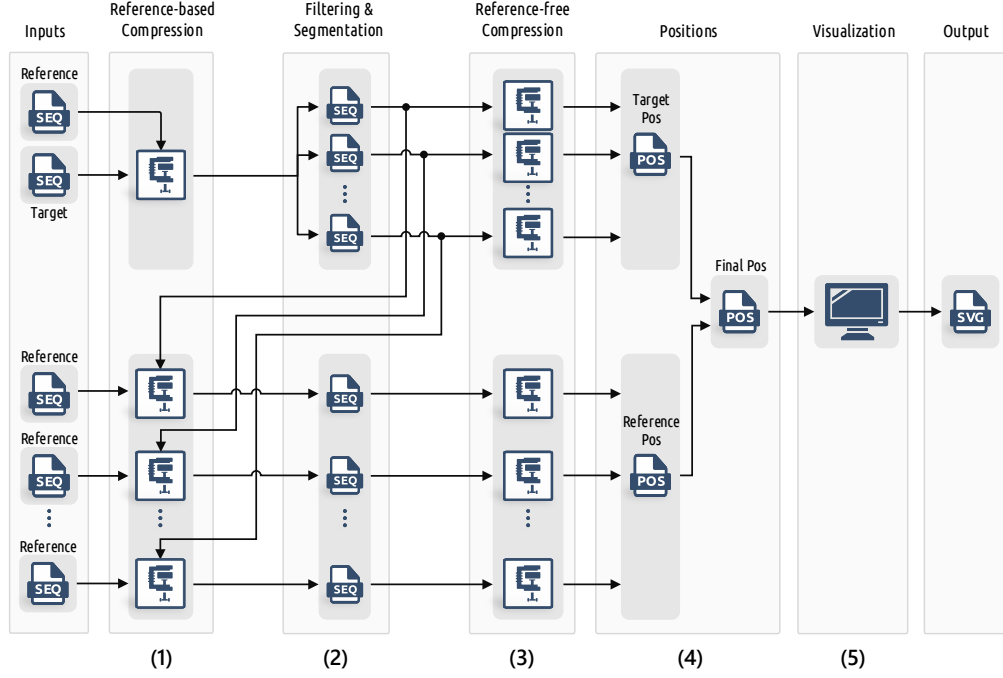 Inputs
Reference-based
Compression
Filtering &
Segmentation
Reference-free
Compression
Positions
Visualization
Output
Reference
SEQ
SEQ
Target
SEQ
SEQ
SEQ
Target
Pos
POS
Final Pos
POS
SVG
Reference
SEQ
SEQ
Reference
SEQ
SEQ
Reference
Pos
POS
Reference
SEQ
SEQ
(1)
(2)
(3)
(4)
(5)